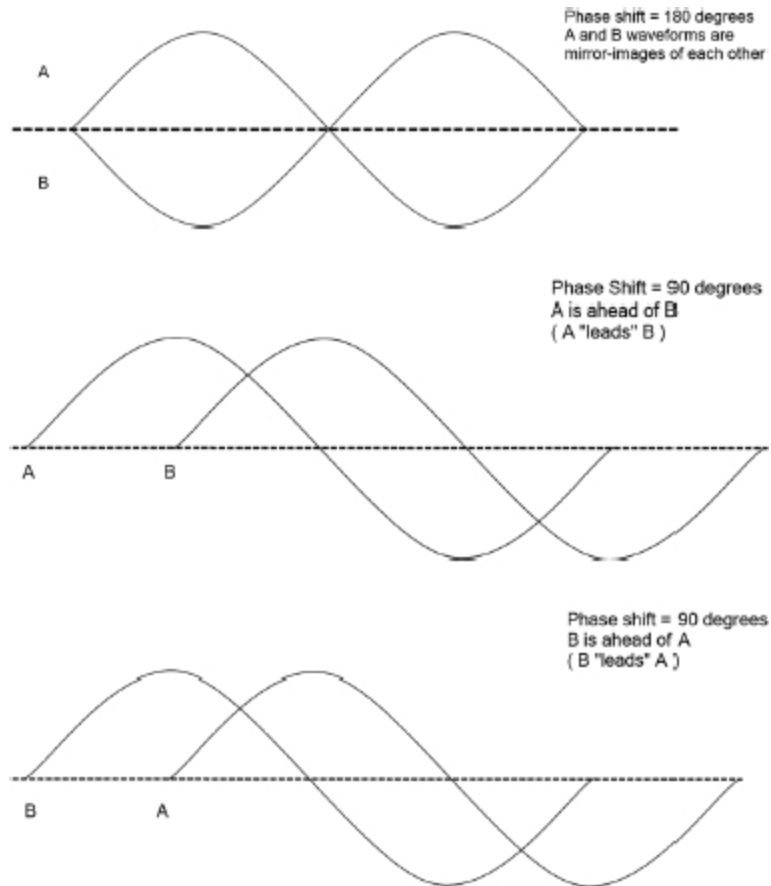 Phase shift = 180 degrees
A and B waveforms are
mirror-images of each other
A
B
Phase Shift = 90 degrees
A is ahead of B
( A "leads" B )
A
B
Phase shift = 90 degrees
B is ahead of A
( B "leads" A )
B
A